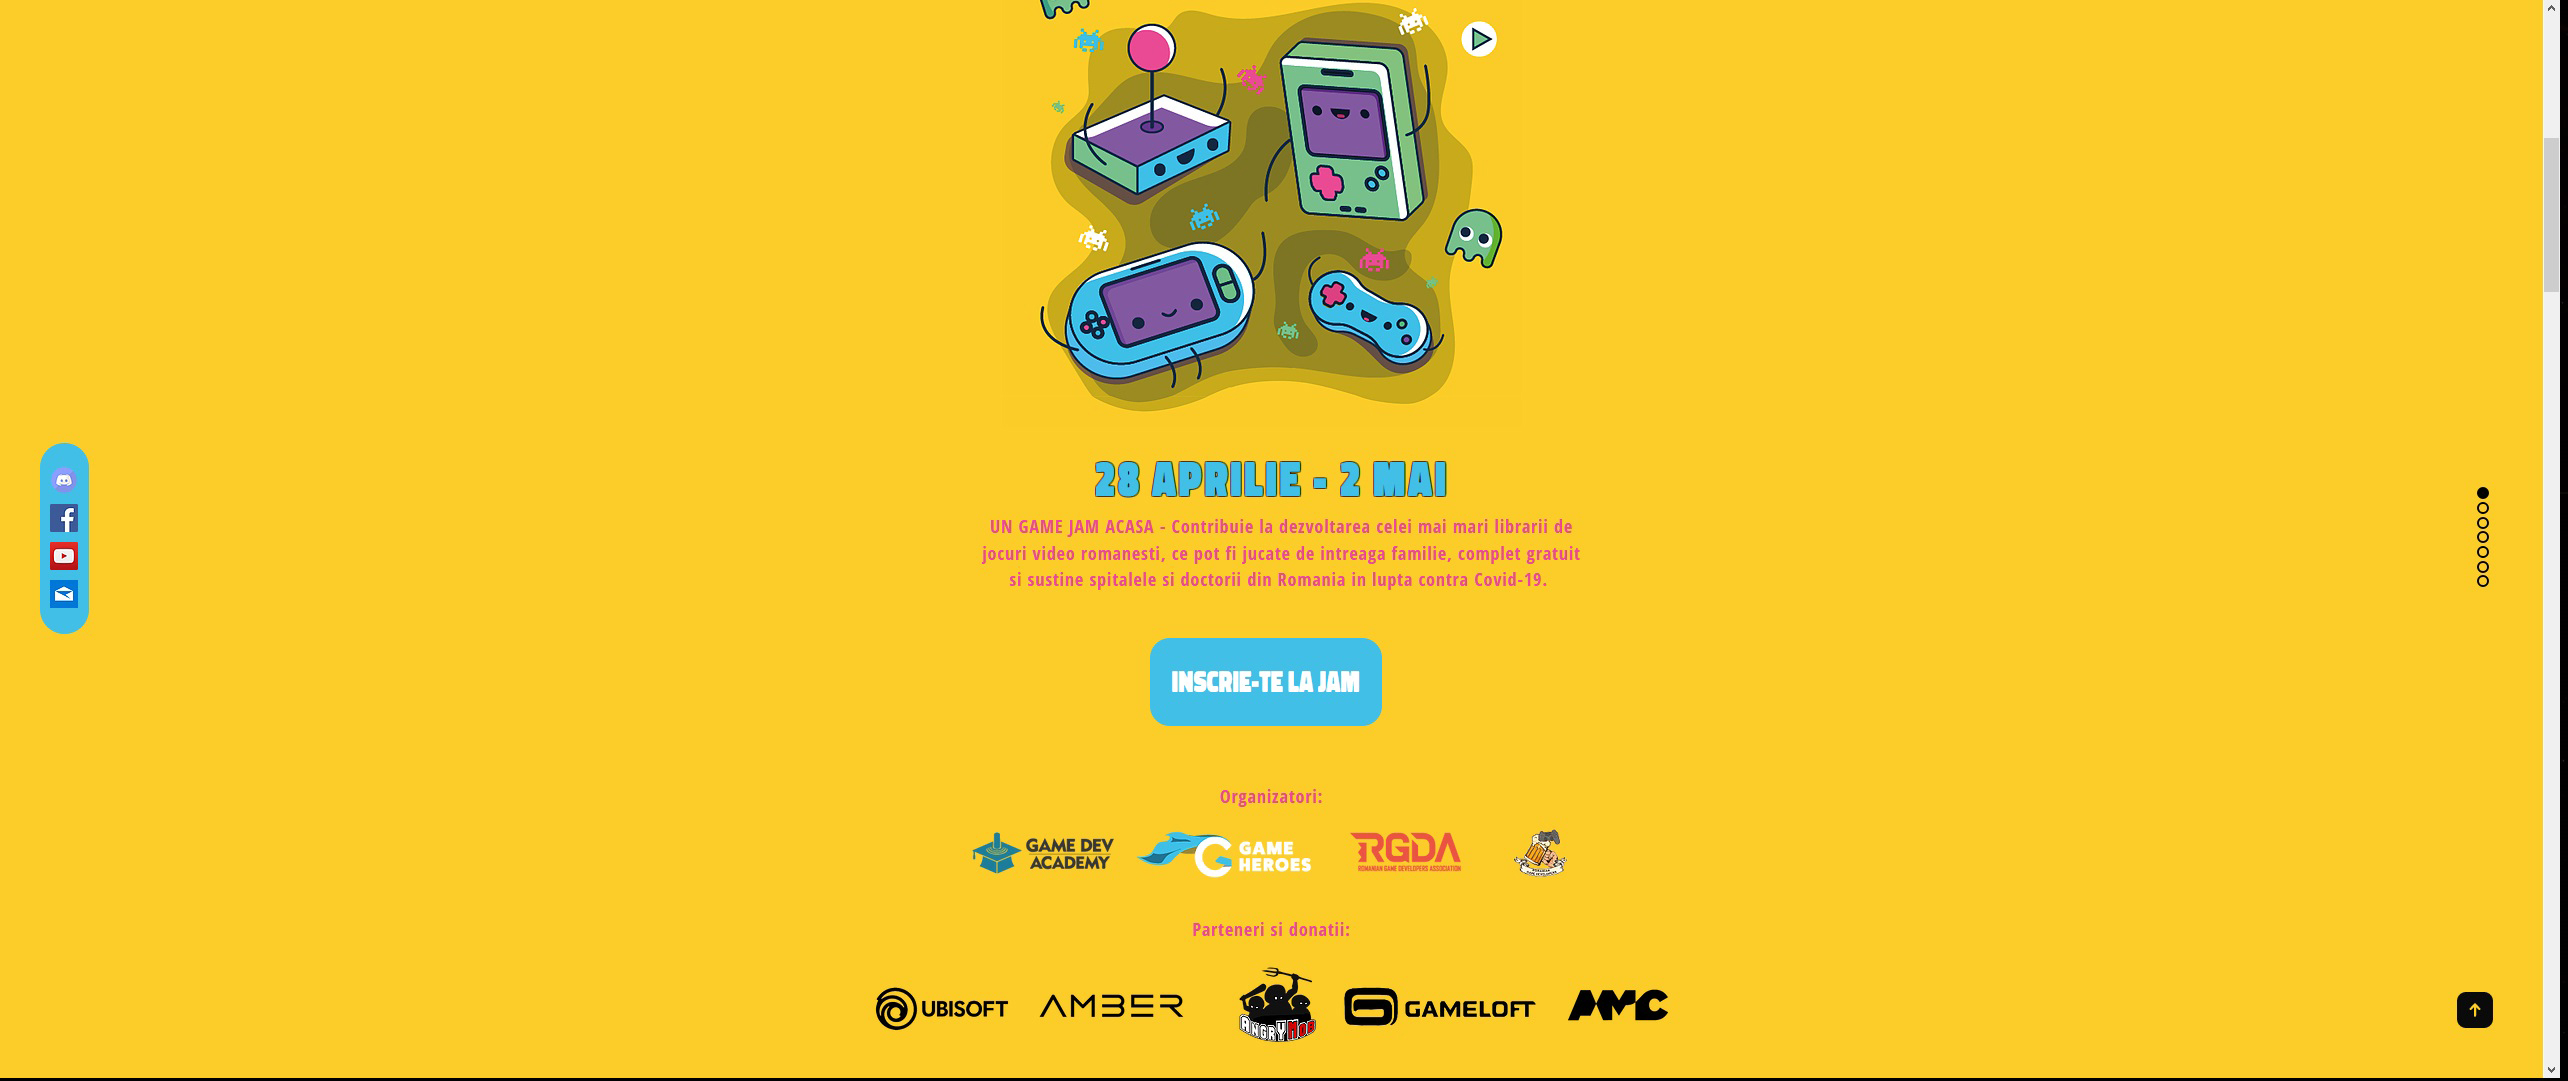 28 APRILIE - 2 MAI
UN GAME JAM ACASA - Contribuie la dezvoltarea celei mai mari librarii de
jocuri video romanesti, ce pot fi jucate de intreaga familie, complet gratuit
si sustine spitalele si doctorii din Romania in lupta contra Covid-19.
INSCRIE-TE LA JAM
Organizatori:
GAME DEV
ACADEMY
GAME
HEROES
RGDA
ROMANIAN GAME DEVELOPERS ASSOCIATION
Parteneri si donatii:
UBISOFT
AMBER
ANGRYMOB
GAMELOFT
AMC